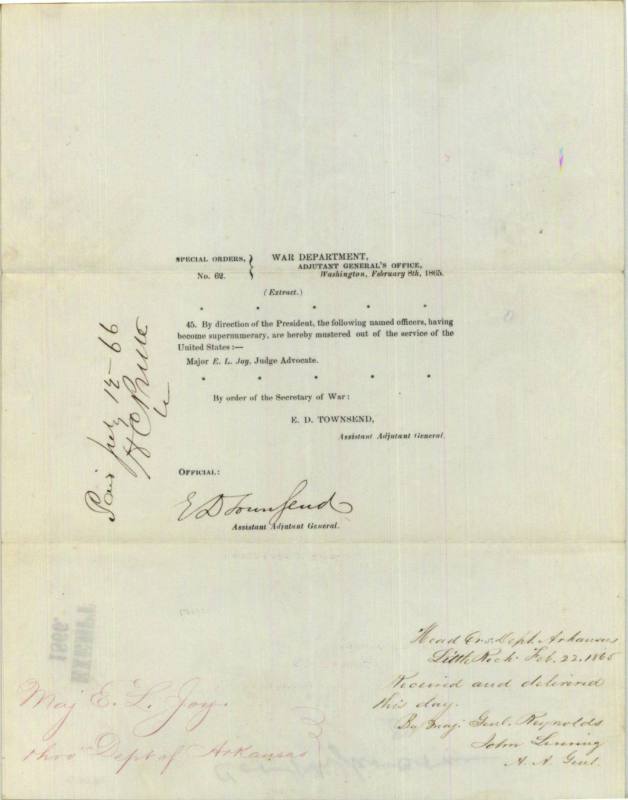 SPECIAL ORDERS,
No. 62.
WAR DEPARTMENT,
ADJUTANT GENERAL'S OFFICE,
Washington, February 8th, 1865.
(Extract.)
* * * * *
45. By direction of the President, the following named officers, having
become supernumerary, are hereby mustered out of the service of the
United States:—
Major E. L. Joy, Judge Advocate.
* * * * *
By order of the Secretary of War:
E. D. TOWNSEND,
Assistant Adjutant General.
OFFICIAL:
E D Townsend
Assistant Adjutant General.
66
Head Qrs. Dept. Arkansas
Little Rock Feb. 22. 1865
Received and delivered
this day.
By Maj. Genl. Reynolds
John
A. A. Genl.
Maj E. L. Joy.
thro' Dept of Arkansas
1866.
EXEMPT